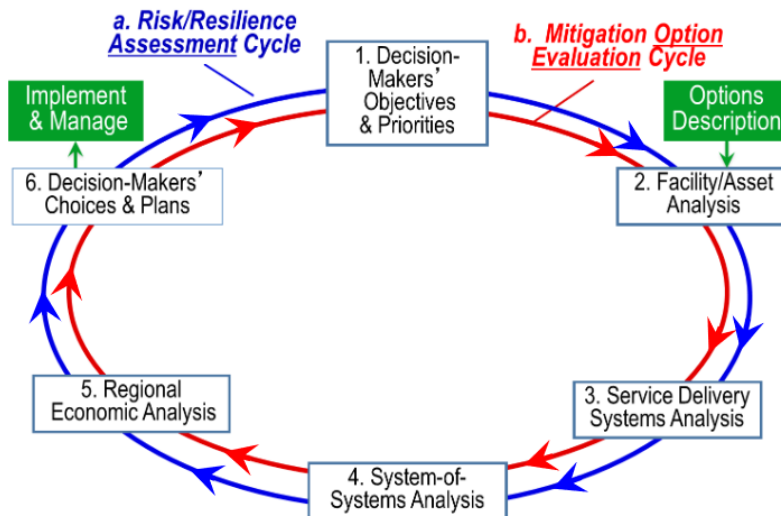 a. Risk/Resilience
Assessment Cycle
b. Mitigation Option
Evaluation Cycle
1. Decision-
Makers’
Objectives
& Priorities
Implement
& Manage
Options
Description
6. Decision-Makers’
Choices & Plans
2. Facility/Asset
Analysis
5. Regional
Economic Analysis
3. Service Delivery
Systems Analysis
4. System-of-
Systems Analysis